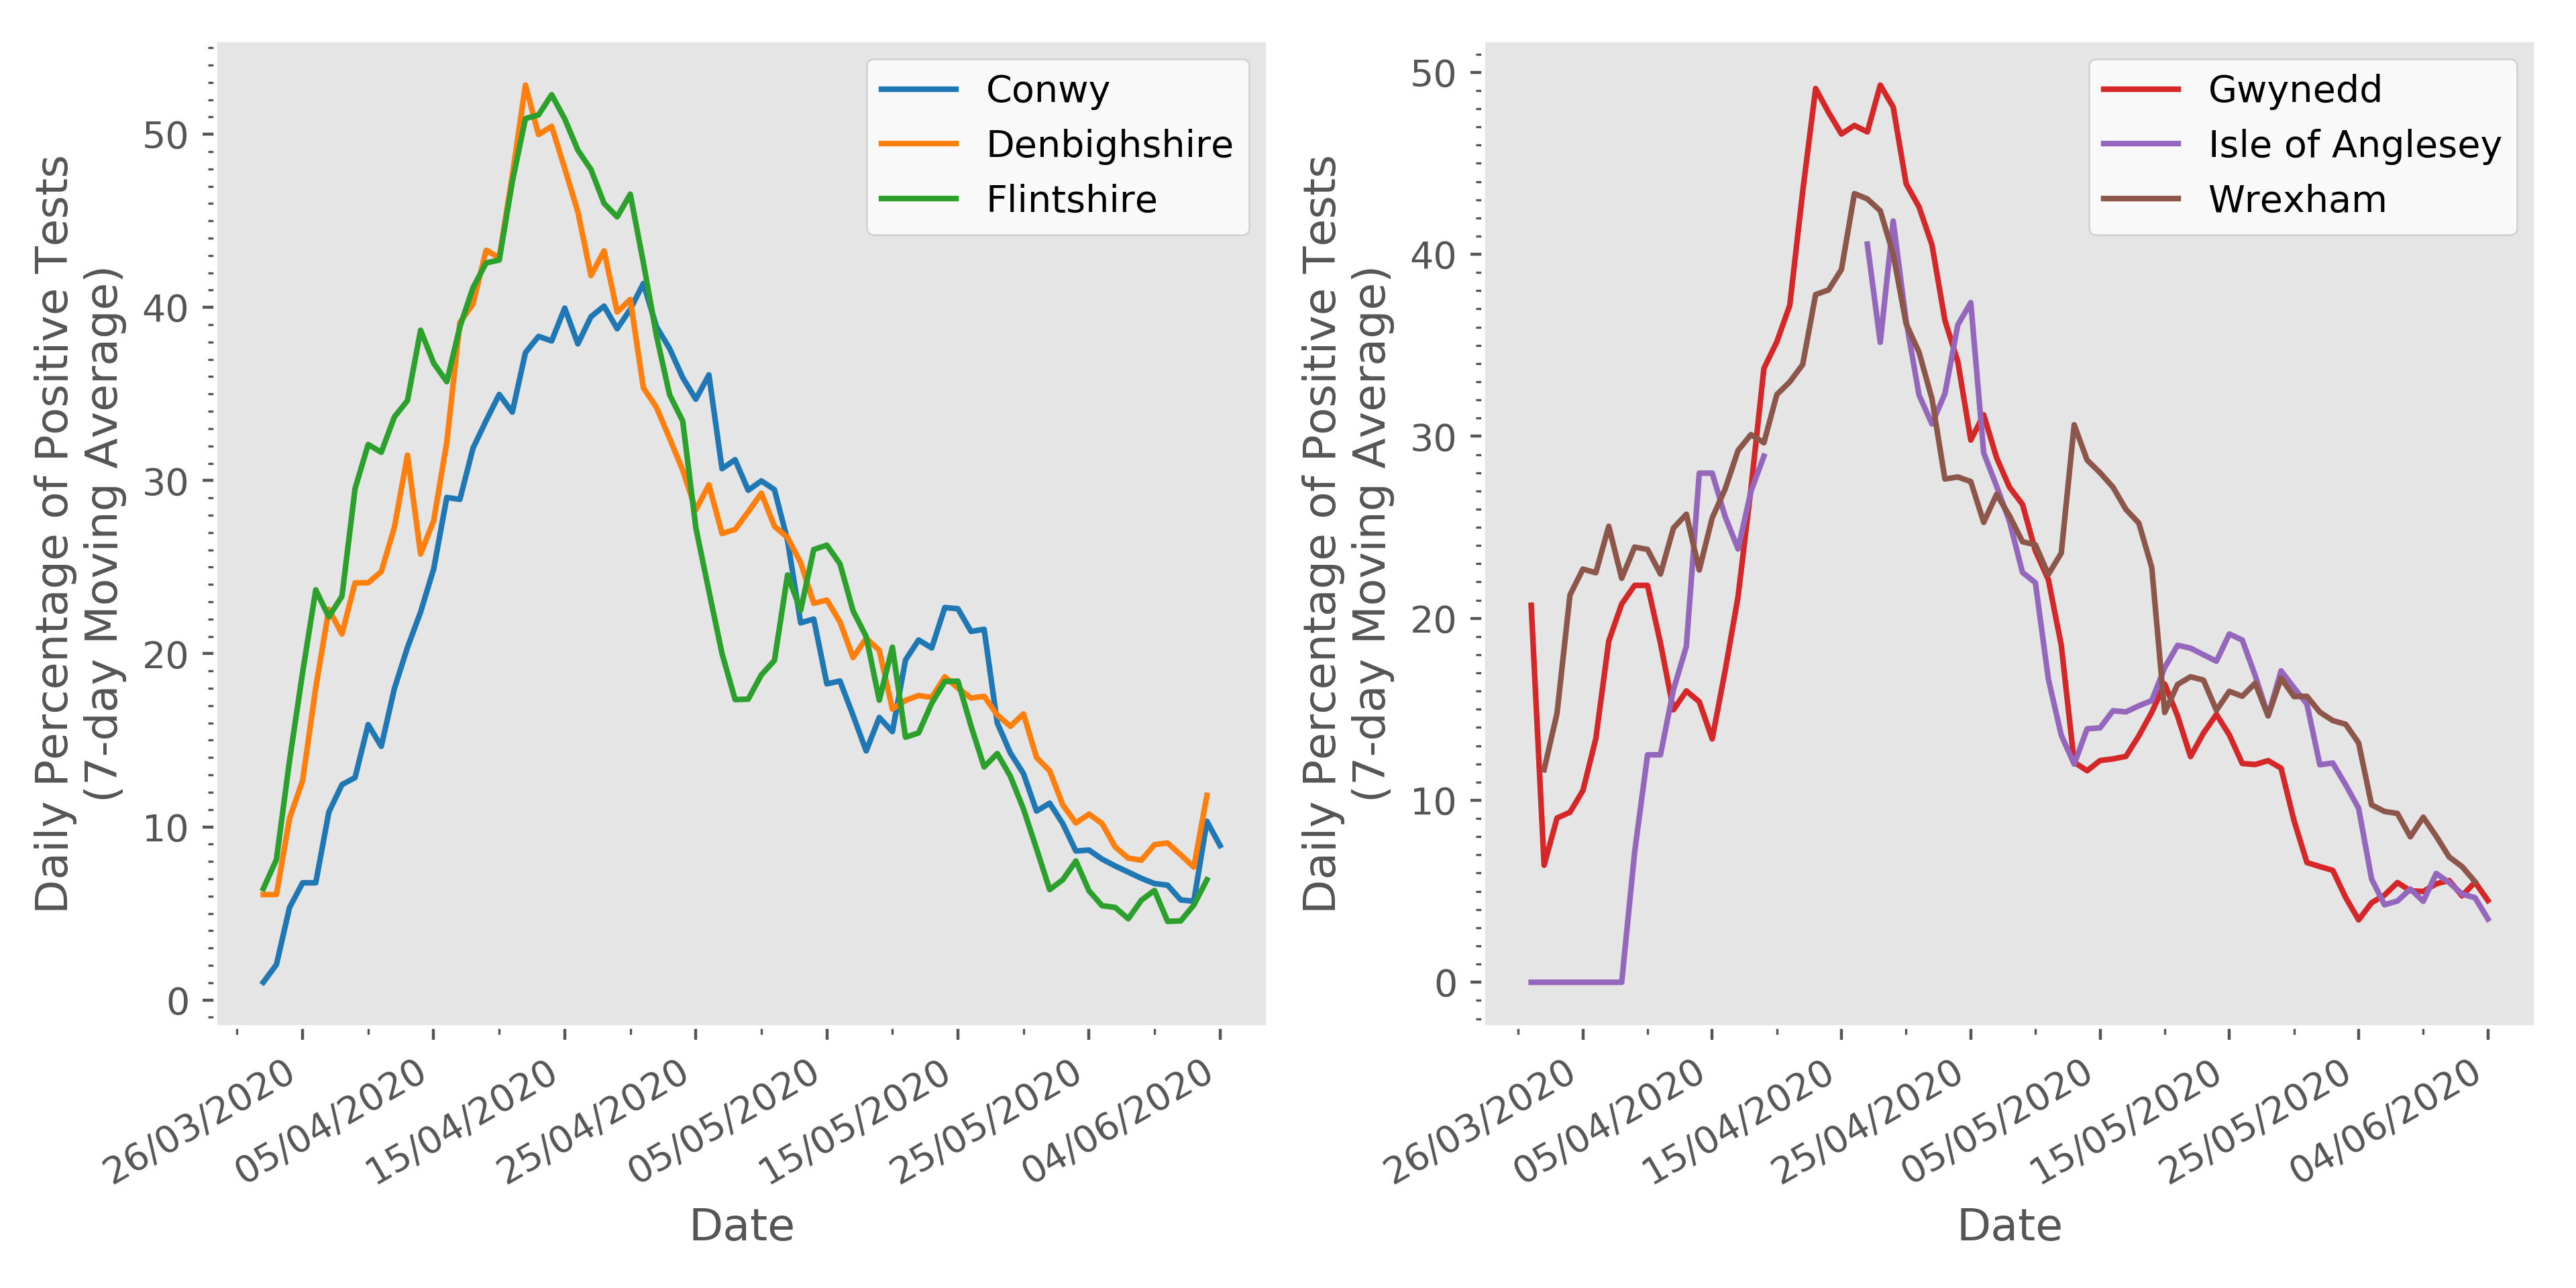 Daily Percentage of Positive Tests
(7-day Moving Average)
50
40
30
20
10
0
Conwy
Denbighshire
Flintshire
26/03/2020
05/04/2020
15/04/2020
25/04/2020
05/05/2020
15/05/2020
25/05/2020
04/06/2020
Date
Daily Percentage of Positive Tests
(7-day Moving Average)
50
40
30
20
10
0
Gwynedd
Isle of Anglesey
Wrexham
26/03/2020
05/04/2020
15/04/2020
25/04/2020
05/05/2020
15/05/2020
25/05/2020
04/06/2020
Date